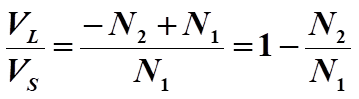 V_L / V_S = (−N_2 + N_1) / N_1 = 1 − N_2 / N_1